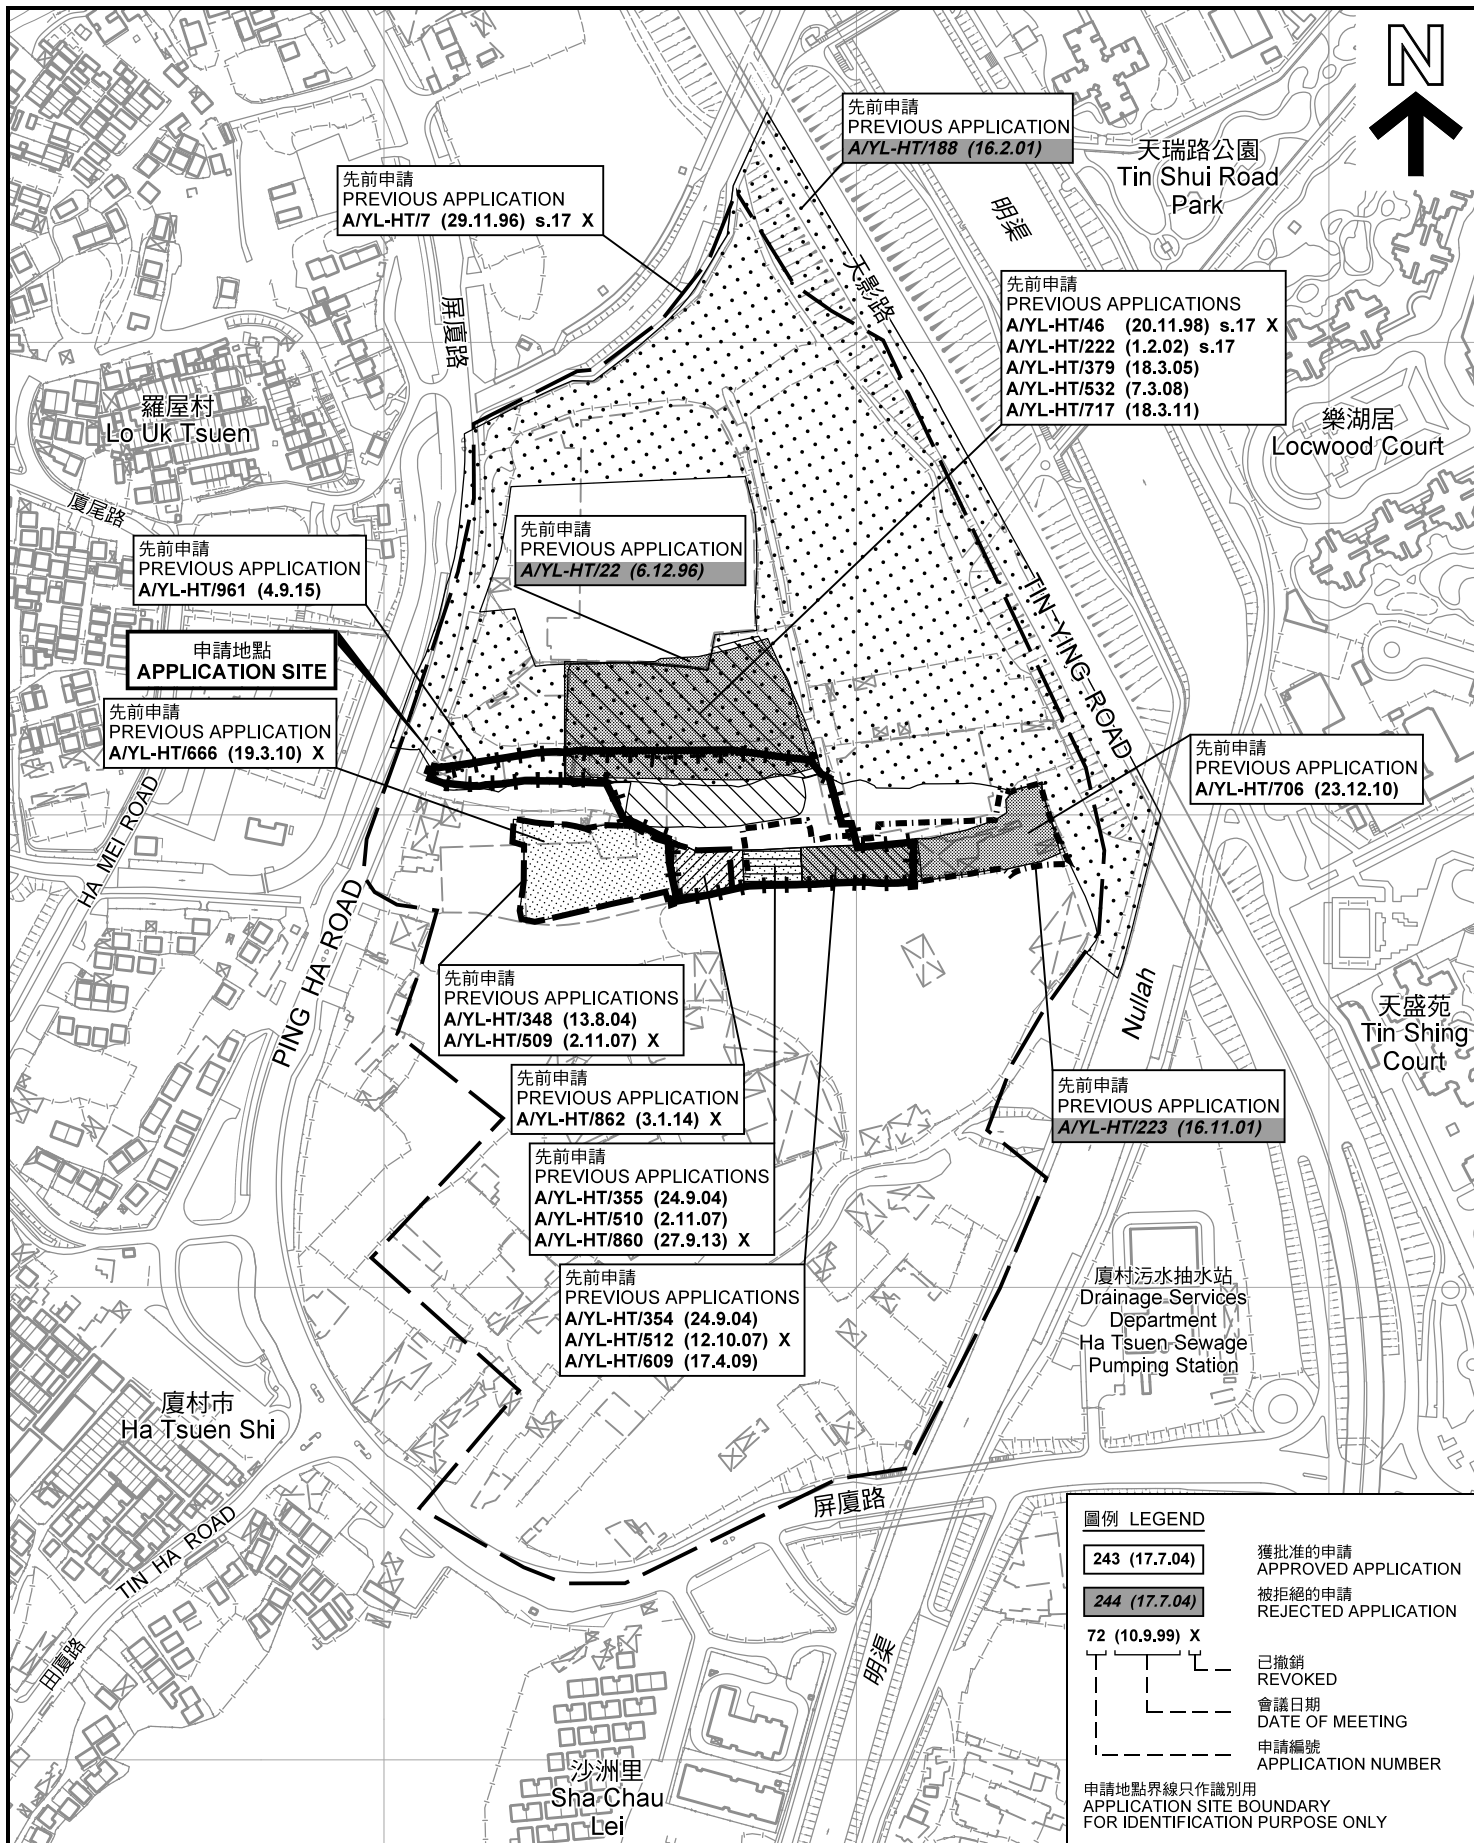 N
先前申請
PREVIOUS APPLICATION
A/YL-HT/188 (16.2.01)
天瑞路公園
Tin Shui Road
Park
明渠
先前申請
PREVIOUS APPLICATION
A/YL-HT/7 (29.11.96) s.17 X
屏廈路
天影路
先前申請
PREVIOUS APPLICATIONS
A/YL-HT/46 (20.11.98) s.17 X
A/YL-HT/222 (1.2.02) s.17
A/YL-HT/379 (18.3.05)
A/YL-HT/532 (7.3.08)
A/YL-HT/717 (18.3.11)
羅屋村
Lo Uk Tsuen
樂湖居
Locwood Court
廈尾路
先前申請
PREVIOUS APPLICATION
A/YL-HT/22 (6.12.96)
先前申請
PREVIOUS APPLICATION
A/YL-HT/961 (4.9.15)
TIN YING ROAD
申請地點
APPLICATION SITE
先前申請
PREVIOUS APPLICATION
A/YL-HT/666 (19.3.10) X
先前申請
PREVIOUS APPLICATION
A/YL-HT/706 (23.12.10)
HA MEI ROAD
PING HA ROAD
先前申請
PREVIOUS APPLICATIONS
A/YL-HT/348 (13.8.04)
A/YL-HT/509 (2.11.07) X
Nullah
天盛苑
Tin Shing
Court
先前申請
PREVIOUS APPLICATION
A/YL-HT/862 (3.1.14) X
先前申請
PREVIOUS APPLICATION
A/YL-HT/223 (16.11.01)
先前申請
PREVIOUS APPLICATIONS
A/YL-HT/355 (24.9.04)
A/YL-HT/510 (2.11.07)
A/YL-HT/860 (27.9.13) X
先前申請
PREVIOUS APPLICATIONS
A/YL-HT/354 (24.9.04)
A/YL-HT/512 (12.10.07) X
A/YL-HT/609 (17.4.09)
廈村污水抽水站
Drainage Services
Department
Ha Tsuen Sewage
Pumping Station
廈村市
Ha Tsuen Shi
屏廈路
TIN HA ROAD
田廈路
明渠
沙洲里
Sha Chau
Lei
圖例 LEGEND
243 (17.7.04)
獲批准的申請
APPROVED APPLICATION
244 (17.7.04)
被拒絕的申請
REJECTED APPLICATION
72 (10.9.99) X
已撤銷
REVOKED
會議日期
DATE OF MEETING
申請編號
APPLICATION NUMBER
申請地點界線只作識別用
APPLICATION SITE BOUNDARY
FOR IDENTIFICATION PURPOSE ONLY